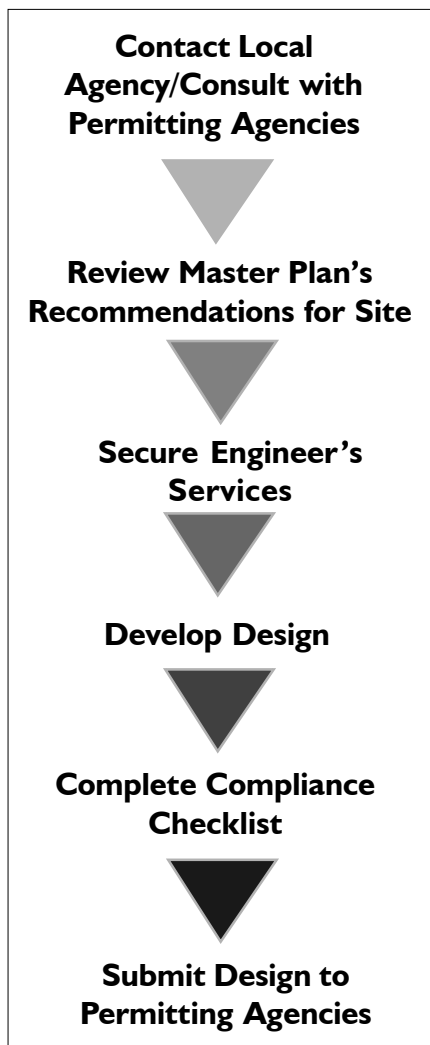 Contact Local
Agency/Consult with
Permitting Agencies
Review Master Plan’s
Recommendations for Site
Secure Engineer’s
Services
Develop Design
Complete Compliance
Checklist
Submit Design to
Permitting Agencies